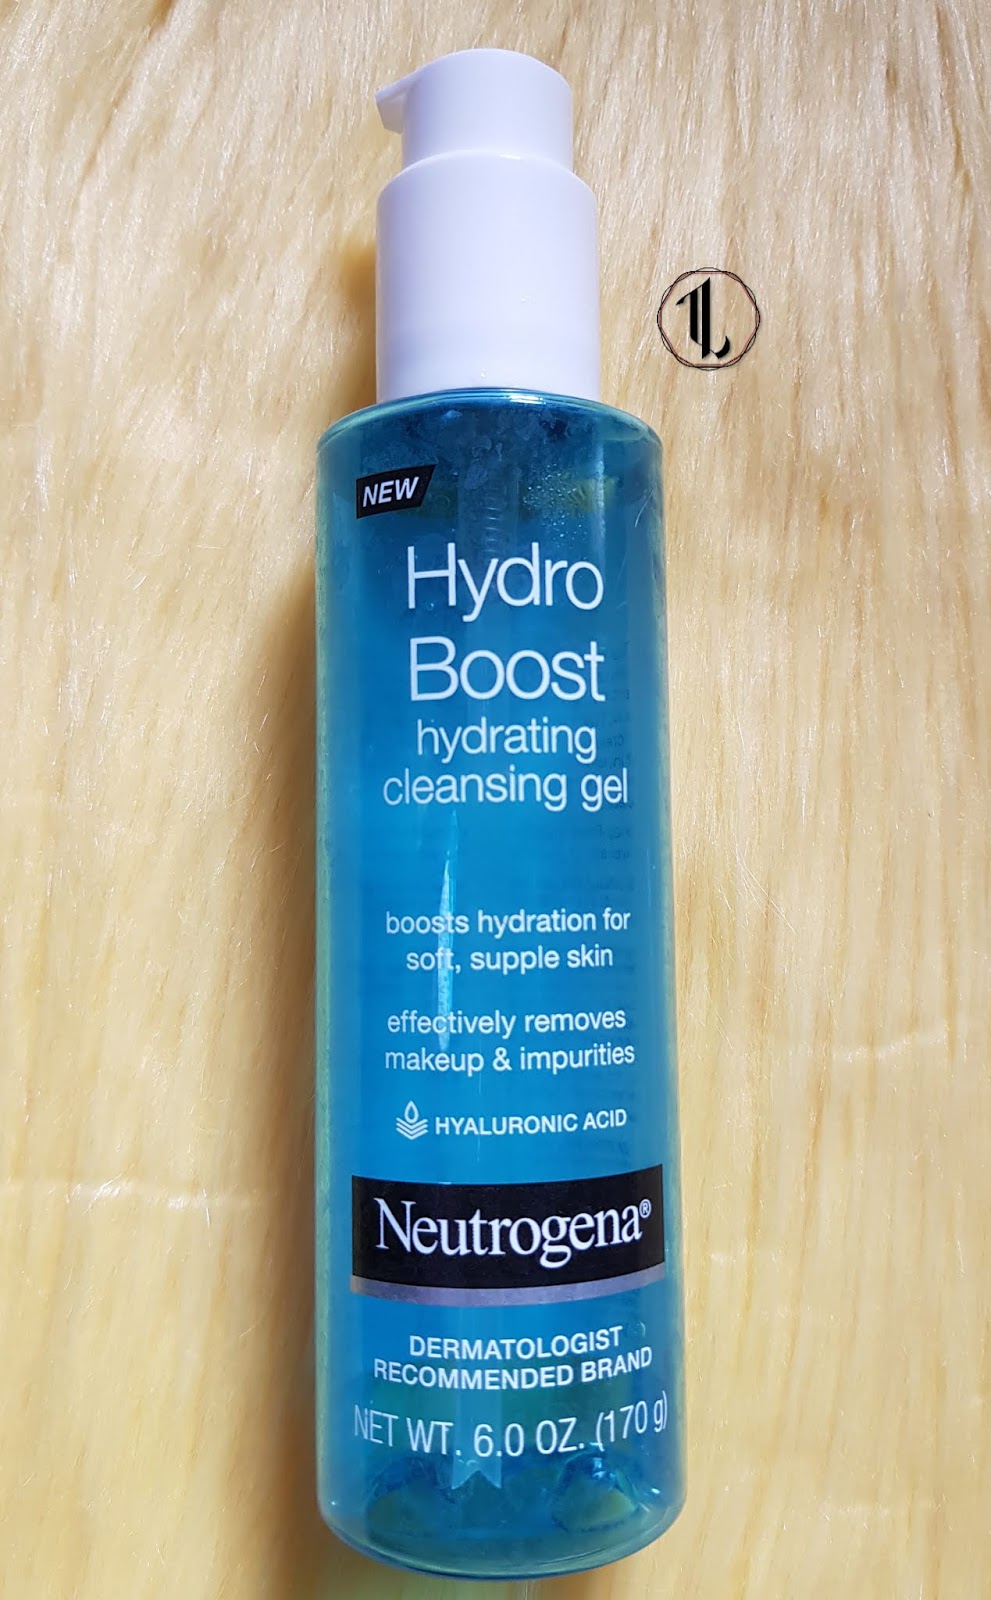 NEW
Hydro
Boost
hydrating
cleansing gel
boosts hydration for
soft, supple skin
effectively removes
makeup & impurities
HYALURONIC ACID
Neutrogena®
DERMATOLOGIST
RECOMMENDED BRAND
NET WT. 6.0 OZ. (170 g)